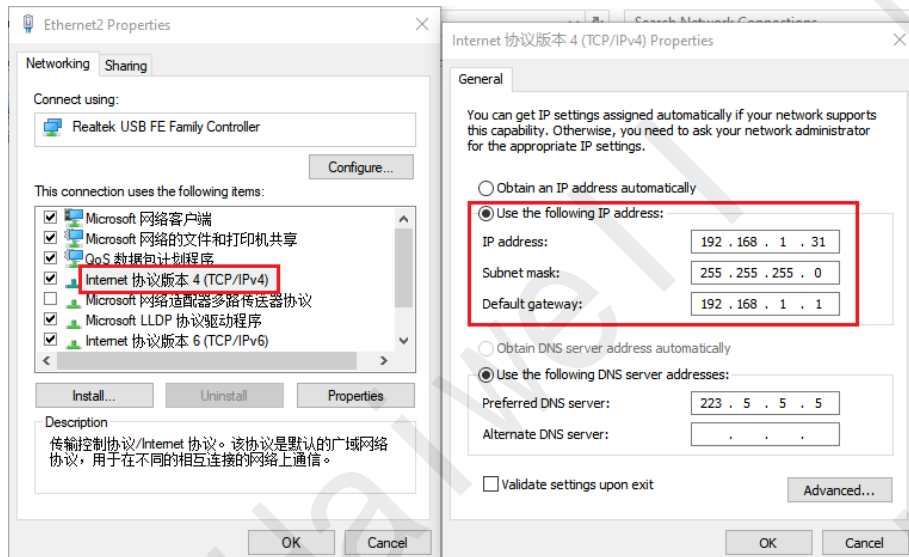 Ethernet2 Properties
Networking
Sharing
Connect using:
Realtek USB FE Family Controller
Configure...
This connection uses the following items:
Microsoft 网络客户端
Microsoft 网络的文件和打印机共享
QoS 数据包计划程序
Internet 协议版本 4 (TCP/IPv4)
Microsoft 网络适配器多路传送器协议
Microsoft LLDP 协议驱动程序
Internet 协议版本 6 (TCP/IPv6)
Install...
Uninstall
Properties
Description
传输控制协议/Internet 协议。该协议是默认的广域网络
协议，用于在不同的相互连接的网络上通信。
OK
Cancel
Search Network Connections
Internet 协议版本 4 (TCP/IPv4) Properties
General
You can get IP settings assigned automatically if your network supports
this capability. Otherwise, you need to ask your network administrator
for the appropriate IP settings.
Obtain an IP address automatically
Use the following IP address:
IP address: 192 . 168 . 1 . 31
Subnet mask: 255 . 255 . 255 . 0
Default gateway: 192 . 168 . 1 . 1
Obtain DNS server address automatically
Use the following DNS server addresses:
Preferred DNS server: 223 . 5 . 5 . 5
Alternate DNS server: . . .
Validate settings upon exit
Advanced...
OK
Cancel
Haiwell